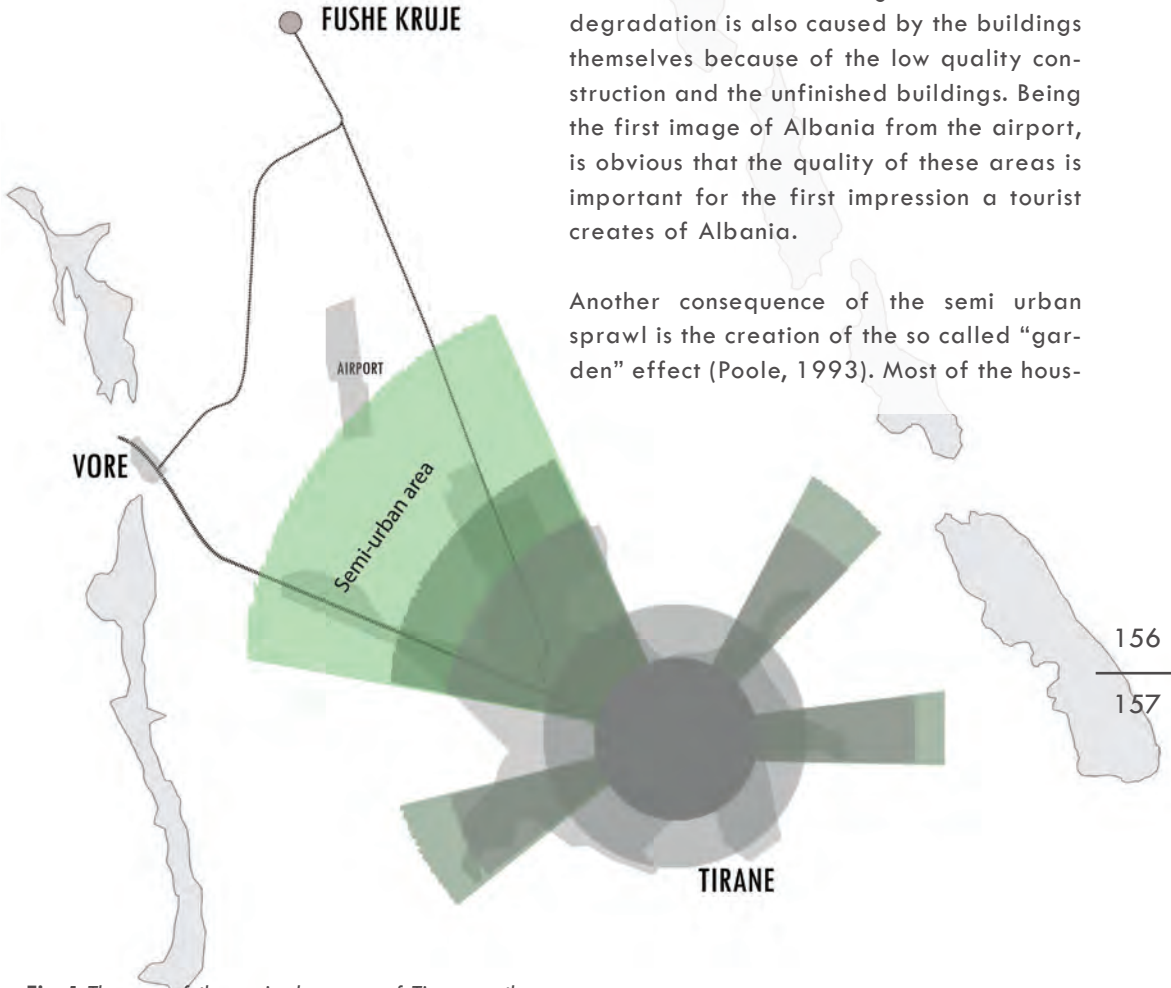 FUSHE KRUJE
degradation is also caused by the buildings
themselves because of the low quality con-
struction and the unfinished buildings. Being
the first image of Albania from the airport,
is obvious that the quality of these areas is
important for the first impression a tourist
creates of Albania.
Another consequence of the semi urban
sprawl is the creation of the so called “gar-
den” effect (Poole, 1993). Most of the hous-
AIRPORT
VORE
Semi-urban area
156
157
TIRANE